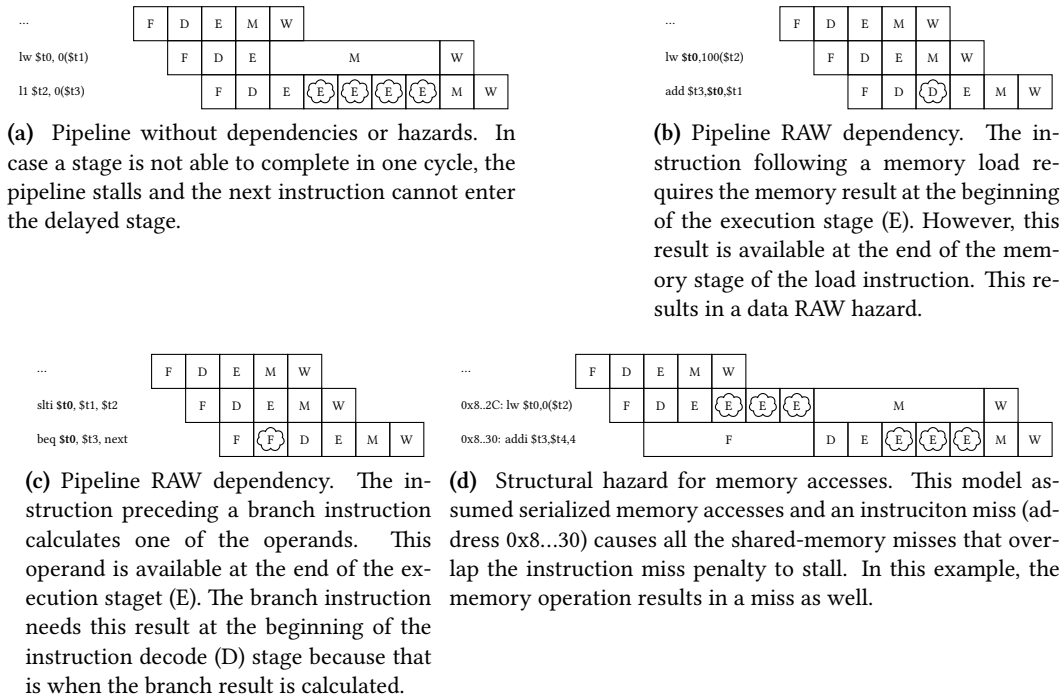 ... F D E M W
lw $t0, 0($t1) F D E M W
l1 $t2, 0($t3) F D E E E E E M W
(a) Pipeline without dependencies or hazards. In
case a stage is not able to complete in one cycle, the
pipeline stalls and the next instruction cannot enter
the delayed stage.
F D E M W
lw $t0,100($t2) F D E M W
add $t3,$t0,$t1 F D D E M W
(b) Pipeline RAW dependency. The in-
struction following a memory load re-
quires the memory result at the beginning
of the execution stage (E). However, this
result is available at the end of the mem-
ory stage of the load instruction. This re-
sults in a data RAW hazard.
... F D E M W
slti $t0, $t1, $t2 F D E M W
beq $t0, $t3, next F F D E M W
(c) Pipeline RAW dependency. The in-
struction preceding a branch instruction
calculates one of the operands. This
operand is available at the end of the ex-
ecution staget (E). The branch instruction
needs this result at the beginning of the
instruction decode (D) stage because that
is when the branch result is calculated.
... F D E M W
0x8..2C: lw $t0,0($t2) F D E E E E M W
0x8..30: addi $t3,$t4,4 F D E E E E M W
(d) Structural hazard for memory accesses. This model as-
sumed serialized memory accesses and an instruciton miss (ad-
dress 0x8...30) causes all the shared-memory misses that over-
lap the instruction miss penalty to stall. In this example, the
memory operation results in a miss as well.